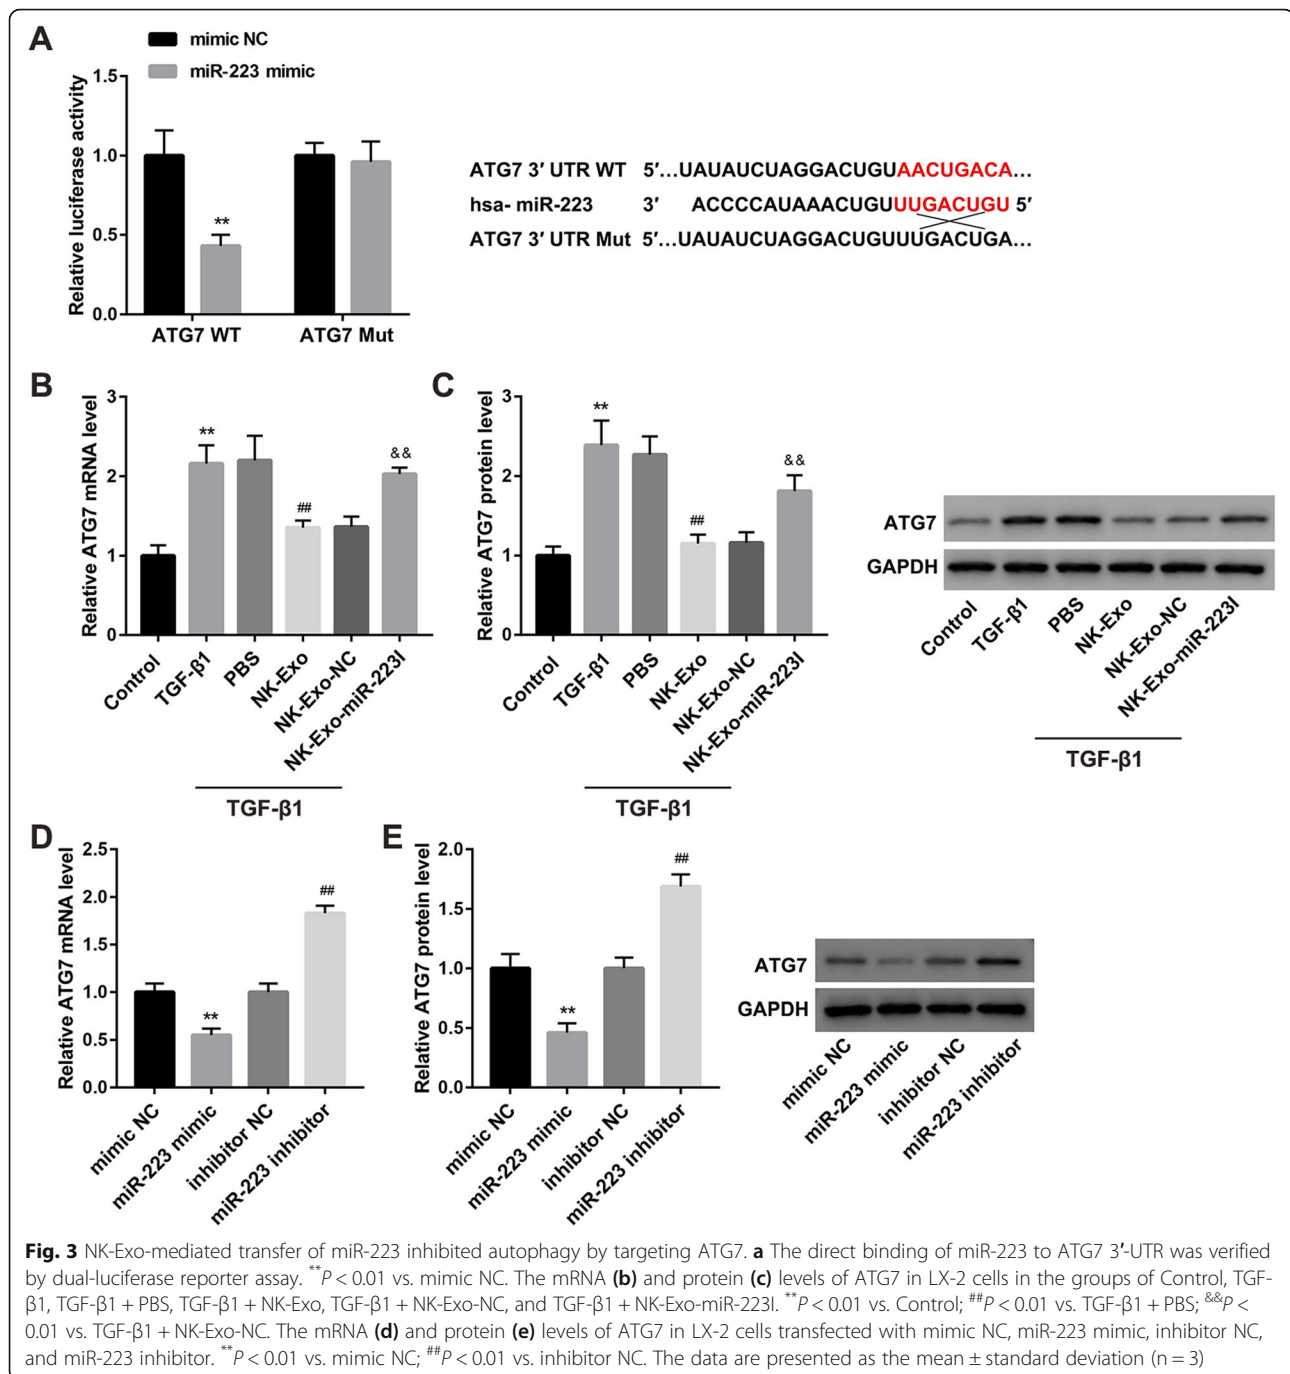 A
mimic NC
miR-223 mimic
Relative luciferase activity
1.5
1.0
0.5
0.0
**
ATG7 WT
ATG7 Mut
ATG7 3′ UTR WT 5′...UAUAUCUAGGACUGUAACUGACA...
hsa- miR-223 3′ ACCCCAUAAACUGUUUGACUGU 5′
ATG7 3′ UTR Mut 5′...UAUAUCUAGGACUGUUUGACUGA...
B
Relative ATG7 mRNA level
3
2
1
0
**
##
&&
Control
TGF-β1
PBS
NK-Exo
NK-Exo-NC
NK-Exo-miR-223I
TGF-β1
C
Relative ATG7 protein level
3
2
1
0
**
##
&&
Control
TGF-β1
PBS
NK-Exo
NK-Exo-NC
NK-Exo-miR-223I
TGF-β1
ATG7
GAPDH
Control
TGF-β1
PBS
NK-Exo
NK-Exo-NC
NK-Exo-miR-223I
TGF-β1
D
Relative ATG7 mRNA level
2.5
2.0
1.5
1.0
0.5
0.0
**
##
mimic NC
miR-223 mimic
inhibitor NC
miR-223 inhibitor
E
Relative ATG7 protein level
2.0
1.5
1.0
0.5
0.0
**
##
mimic NC
miR-223 mimic
inhibitor NC
miR-223 inhibitor
ATG7
GAPDH
mimic NC
miR-223 mimic
inhibitor NC
miR-223 inhibitor
Fig. 3 NK-Exo-mediated transfer of miR-223 inhibited autophagy by targeting ATG7. a The direct binding of miR-223 to ATG7 3′-UTR was verified
by dual-luciferase reporter assay. **P < 0.01 vs. mimic NC. The mRNA (b) and protein (c) levels of ATG7 in LX-2 cells in the groups of Control, TGF-
β1, TGF-β1 + PBS, TGF-β1 + NK-Exo, TGF-β1 + NK-Exo-NC, and TGF-β1 + NK-Exo-miR-223I. **P < 0.01 vs. Control; ##P < 0.01 vs. TGF-β1 + PBS; &&P <
0.01 vs. TGF-β1 + NK-Exo-NC. The mRNA (d) and protein (e) levels of ATG7 in LX-2 cells transfected with mimic NC, miR-223 mimic, inhibitor NC,
and miR-223 inhibitor. **P < 0.01 vs. mimic NC; ##P < 0.01 vs. inhibitor NC. The data are presented as the mean ± standard deviation (n = 3)